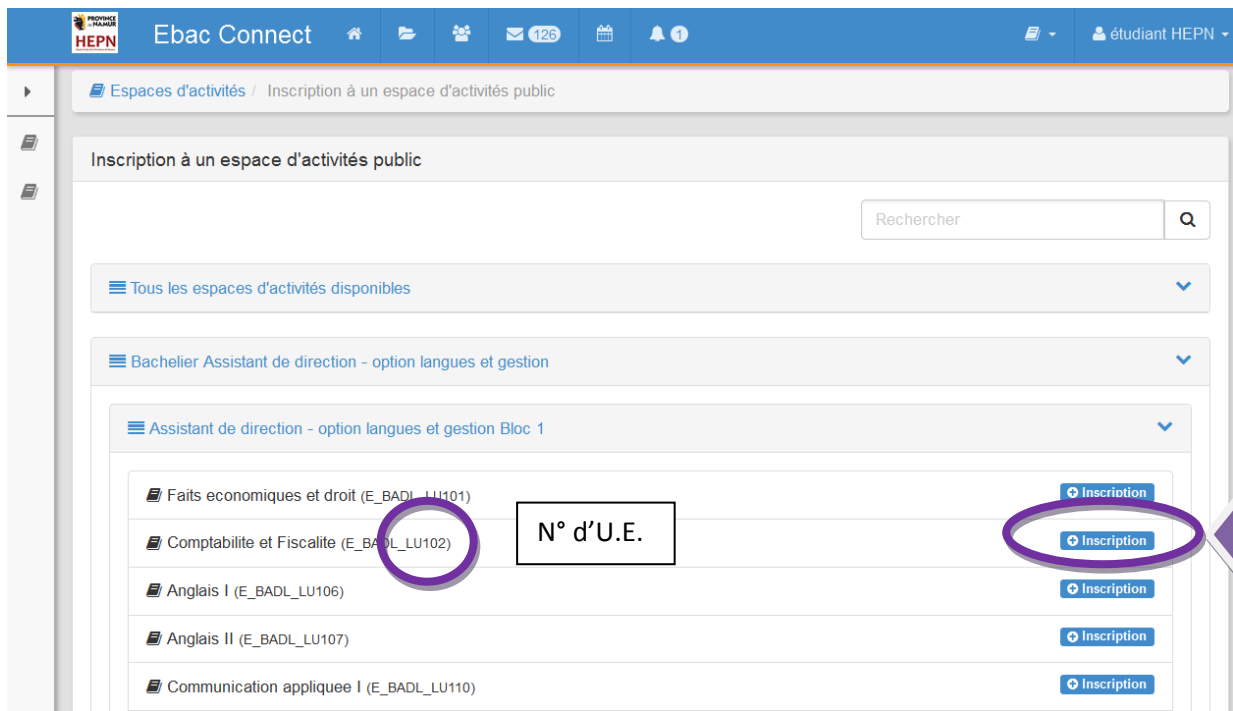 PROVINCE
de NAMUR
HEPN
Ebac Connect 126 1 étudiant HEPN
Espaces d'activités / Inscription à un espace d'activités public
Inscription à un espace d'activités public
Rechercher
Tous les espaces d'activités disponibles
Bachelier Assistant de direction - option langues et gestion
Assistant de direction - option langues et gestion Bloc 1
Faits economiques et droit (E_BADL_LU101) Inscription
Comptabilite et Fiscalite (E_BADL_LU102) Inscription
N° d'U.E.
Anglais I (E_BADL_LU106) Inscription
Anglais II (E_BADL_LU107) Inscription
Communication appliquee I (E_BADL_LU110) Inscription